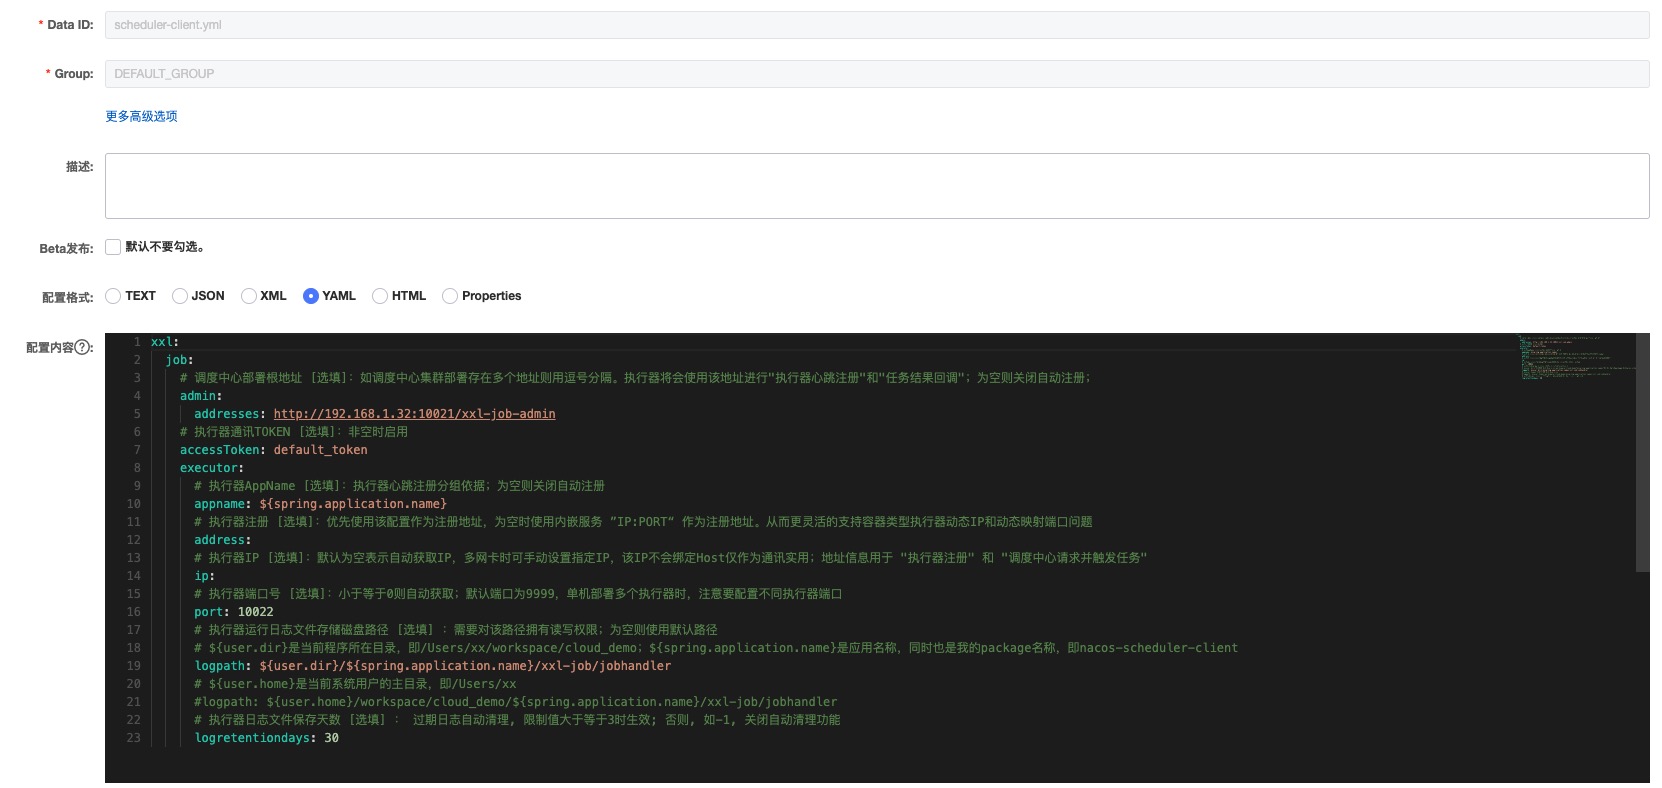 * Data ID: scheduler-client.yml
* Group: DEFAULT_GROUP
更多高级选项
描述:
Beta发布: 默认不要勾选。
配置格式: TEXT JSON XML YAML HTML Properties
配置内容?:
1 xxl:
2 job:
3 # 调度中心部署根地址 [选填]：如调度中心集群部署存在多个地址则用逗号分隔。执行器将会使用该地址进行"执行器心跳注册"和"任务结果回调"；为空则关闭自动注册；
4 admin:
5 addresses: http://192.168.1.32:10021/xxl-job-admin
6 # 执行器通讯TOKEN [选填]：非空时启用
7 accessToken: default_token
8 executor:
9 # 执行器AppName [选填]：执行器心跳注册分组依据；为空则关闭自动注册
10 appname: ${spring.application.name}
11 # 执行器注册 [选填]：优先使用该配置作为注册地址，为空时使用内嵌服务 ”IP:PORT“ 作为注册地址。从而更灵活的支持容器类型执行器动态IP和动态映射端口问题
12 address:
13 # 执行器IP [选填]：默认为空表示自动获取IP，多网卡时可手动设置指定IP，该IP不会绑定Host仅作为通讯实用；地址信息用于 "执行器注册" 和 "调度中心请求并触发任务"
14 ip:
15 # 执行器端口号 [选填]：小于等于0则自动获取；默认端口为9999，单机部署多个执行器时，注意要配置不同执行器端口
16 port: 10022
17 # 执行器运行日志文件存储磁盘路径 [选填] ：需要对该路径拥有读写权限；为空则使用默认路径
18 # ${user.dir}是当前程序所在目录，即/Users/xx/workspace/cloud_demo；${spring.application.name}是应用名称，同时也是我的package名称，即nacos-scheduler-client
19 logpath: ${user.dir}/${spring.application.name}/xxl-job/jobhandler
20 # ${user.home}是当前系统用户的主目录，即/Users/xx
21 #logpath: ${user.home}/workspace/cloud_demo/${spring.application.name}/xxl-job/jobhandler
22 # 执行器日志文件保存天数 [选填] ： 过期日志自动清理, 限制值大于等于3时生效; 否则, 如-1, 关闭自动清理功能
23 logretentiondays: 30